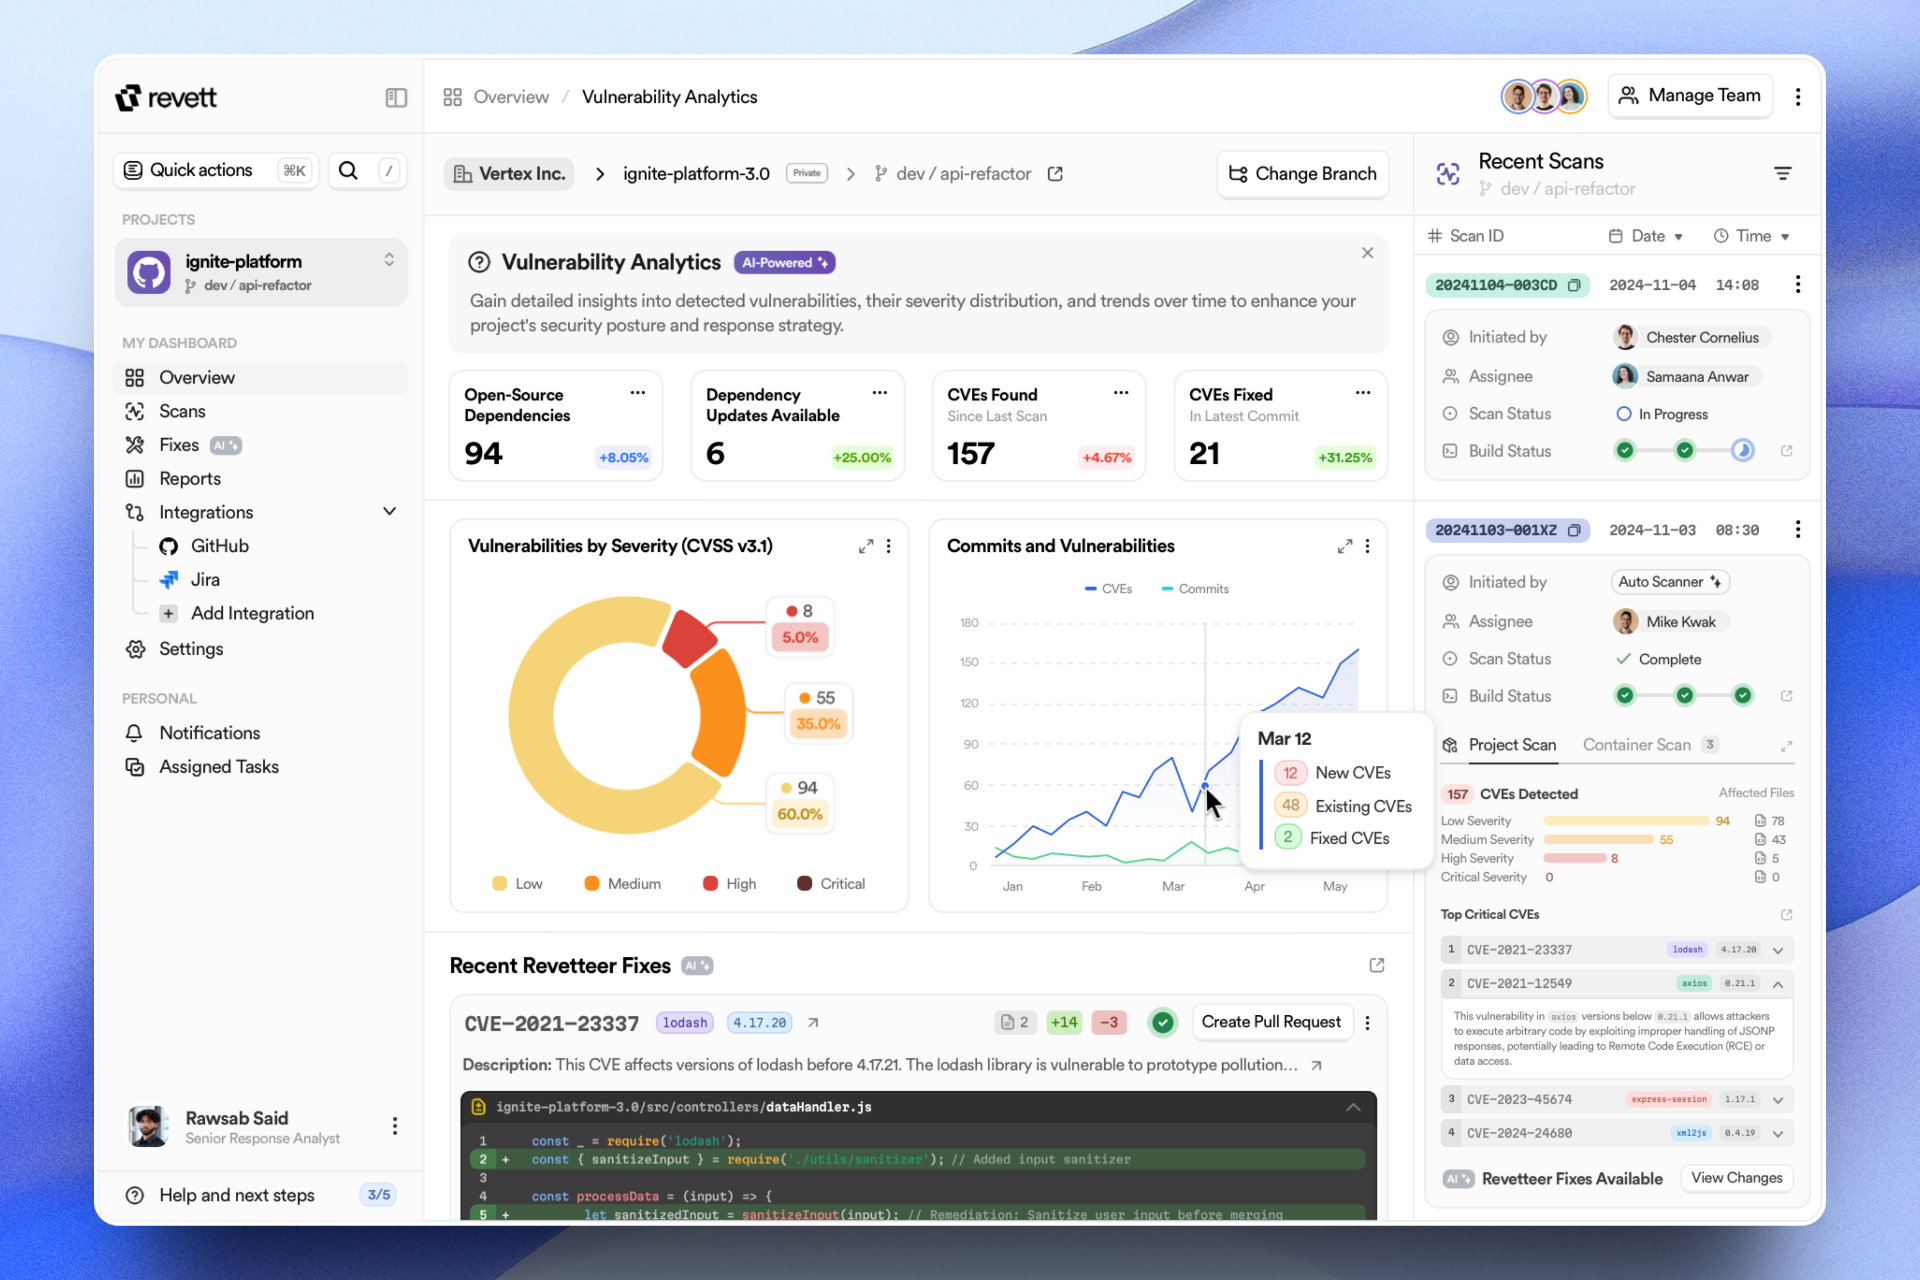 revett
Quick actions ⌘K /
PROJECTS
ignite-platform
dev / api-refactor
MY DASHBOARD
Overview
Scans
Fixes AI
Reports
Integrations
GitHub
Jira
Add Integration
Settings
PERSONAL
Notifications
Assigned Tasks
Rawsab Said
Senior Response Analyst
Help and next steps 3/5
Overview / Vulnerability Analytics
Manage Team
Vertex Inc. > ignite-platform-3.0 Private > dev / api-refactor
Change Branch
Vulnerability Analytics AI-Powered
Gain detailed insights into detected vulnerabilities, their severity distribution, and trends over time to enhance your
project's security posture and response strategy.
Open-Source
Dependencies
94 +8.05%
Dependency
Updates Available
6 +25.00%
CVEs Found
Since Last Scan
157 +4.67%
CVEs Fixed
In Latest Commit
21 +31.25%
Vulnerabilities by Severity (CVSS v3.1)
8
5.0%
55
35.0%
94
60.0%
Low Medium High Critical
Commits and Vulnerabilities
CVEs Commits
180
150
120
90
60
30
0
Jan Feb Mar Apr May
Mar 12
12 New CVEs
48 Existing CVEs
2 Fixed CVEs
Recent Revetteer Fixes AI
CVE-2021-23337 lodash 4.17.20
2 +14 -3 Create Pull Request
Description: This CVE affects versions of lodash before 4.17.21. The lodash library is vulnerable to prototype pollution...
ignite-platform-3.0/src/controllers/dataHandler.js
1 const _ = require('lodash');
2 + const { sanitizeInput } = require('./utils/sanitizer'); // Added input sanitizer
3
4 const processData = (input) => {
5 + let sanitizedInput = sanitizeInput(input); // Remediation: Sanitize user input before merging
Recent Scans
dev / api-refactor
# Scan ID Date Time
20241104-003CD 2024-11-04 14:08
Initiated by Chester Cornelius
Assignee Samaana Anwar
Scan Status In Progress
Build Status
20241103-001XZ 2024-11-03 08:30
Initiated by Auto Scanner
Assignee Mike Kwak
Scan Status Complete
Build Status
Project Scan Container Scan 3
157 CVEs Detected Affected Files
Low Severity 94 78
Medium Severity 55 43
High Severity 8 5
Critical Severity 0 0
Top Critical CVEs
1 CVE-2021-23337 lodash 4.17.20
2 CVE-2021-12549 axios 0.21.1
This vulnerability in axios versions below 0.21.1 allows attackers
to execute arbitrary code by exploiting improper handling of JSONP
responses, potentially leading to Remote Code Execution (RCE) or
data access.
3 CVE-2023-45674 express-session 1.17.1
4 CVE-2024-24680 xml2js 0.4.19
AI Revetteer Fixes Available View Changes